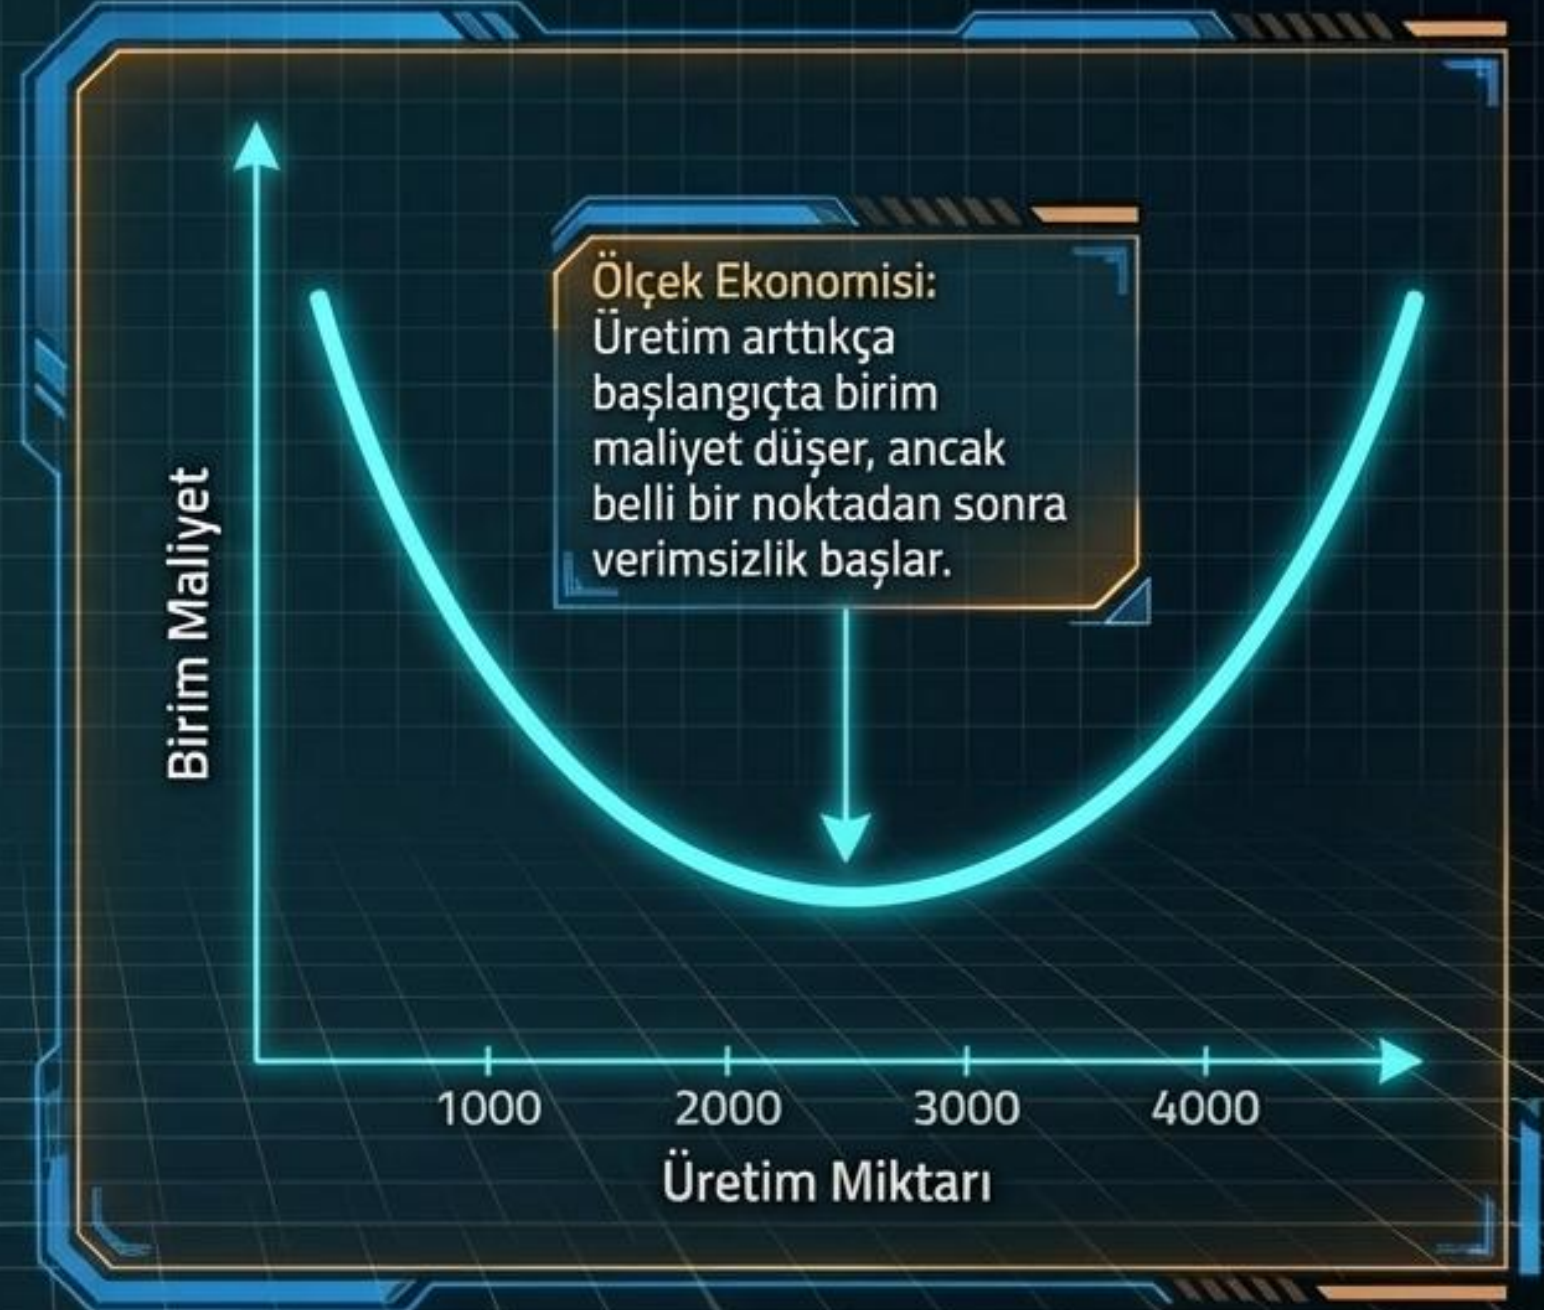 Ölçek Ekonomisi:
Üretim arttıkça
başlangıçta birim
maliyet düşer, ancak
belli bir noktadan sonra
verimsizlik başlar.
Birim Maliyet
1000 2000 3000 4000
Üretim Miktarı